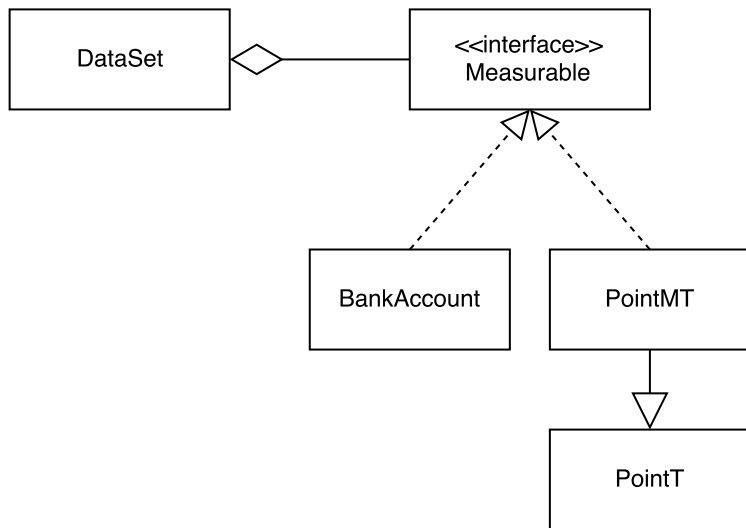 DataSet
<<interface>>
Measurable
BankAccount
PointMT
PointT